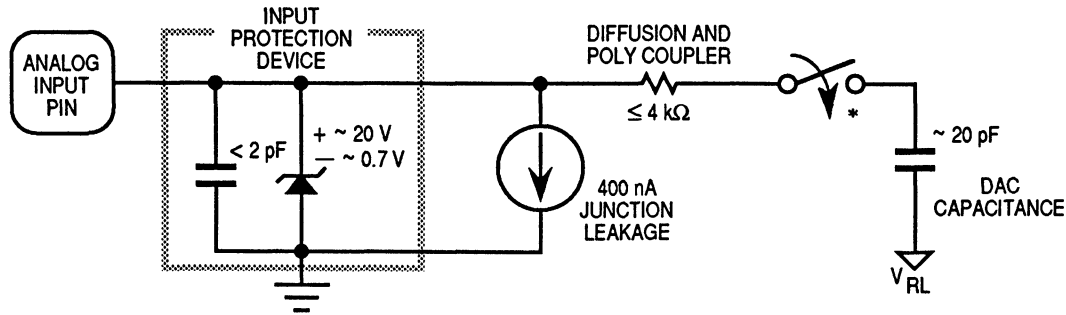 INPUT
PROTECTION
DEVICE
ANALOG
INPUT
PIN
< 2 pF
+ ~ 20 V
— ~ 0.7 V
400 nA
JUNCTION
LEAKAGE
DIFFUSION AND
POLY COUPLER
≤ 4 kΩ
*
~ 20 pF
DAC
CAPACITANCE
V RL